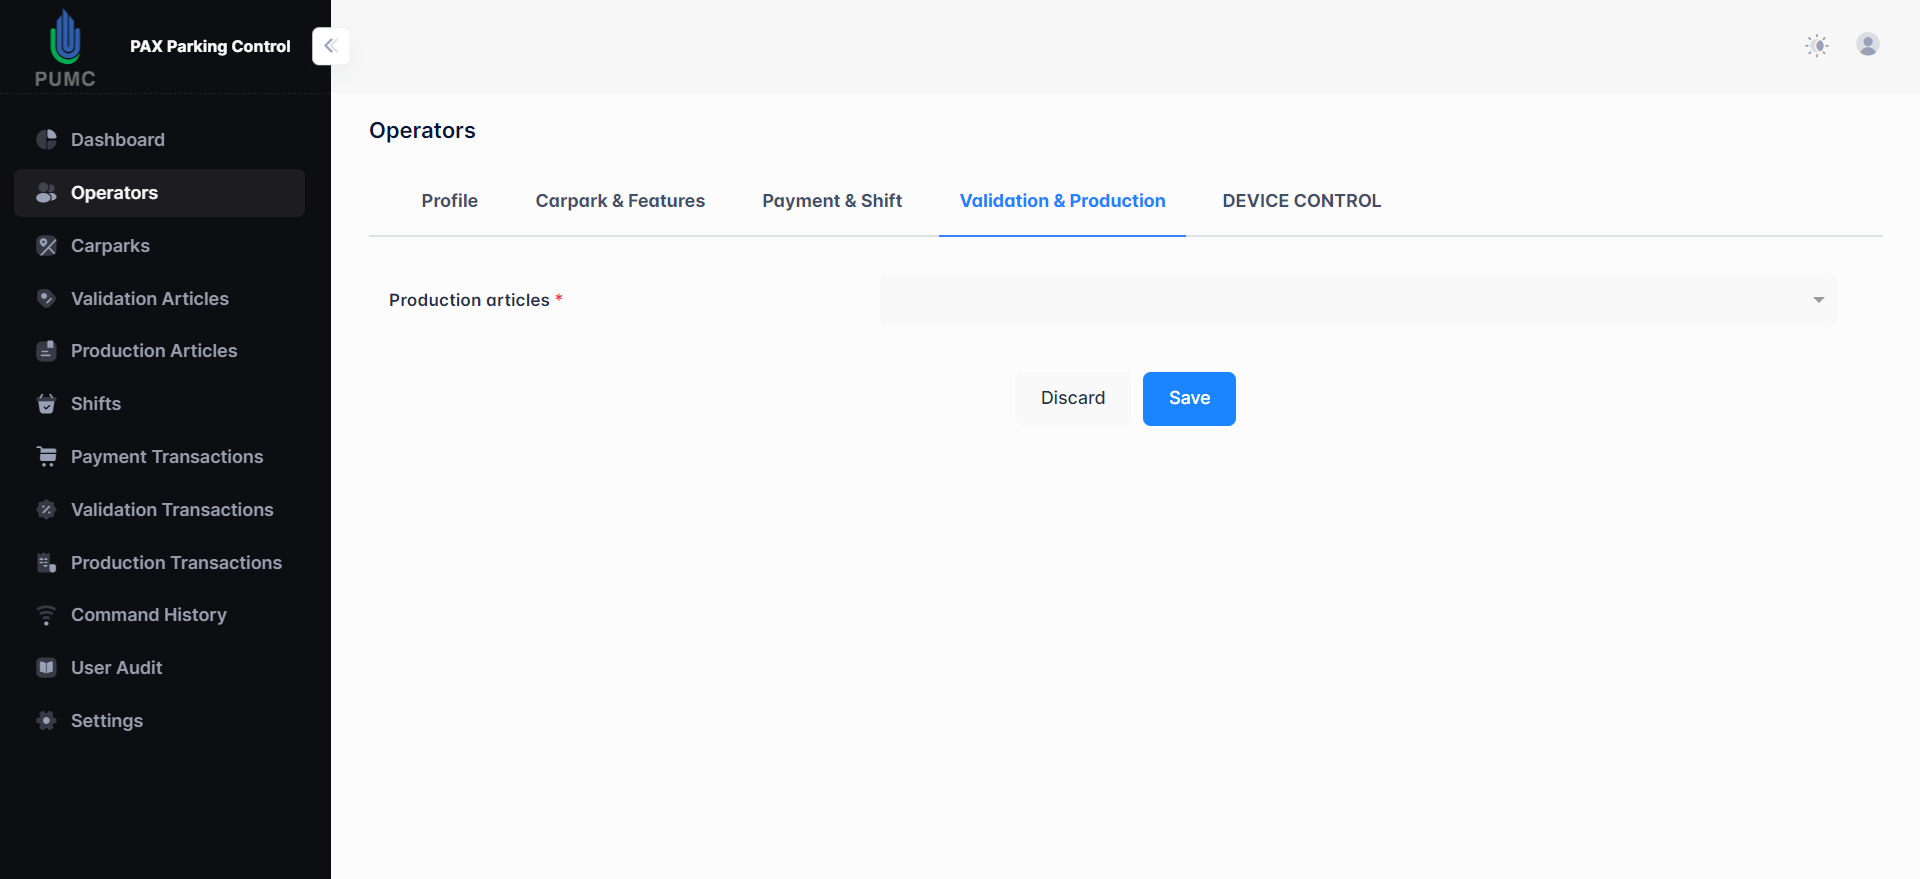 PUMC
PAX Parking Control
Dashboard
Operators
Carparks
Validation Articles
Production Articles
Shifts
Payment Transactions
Validation Transactions
Production Transactions
Command History
User Audit
Settings
Operators
Profile Carpark & Features Payment & Shift Validation & Production DEVICE CONTROL
Production articles *
Discard Save